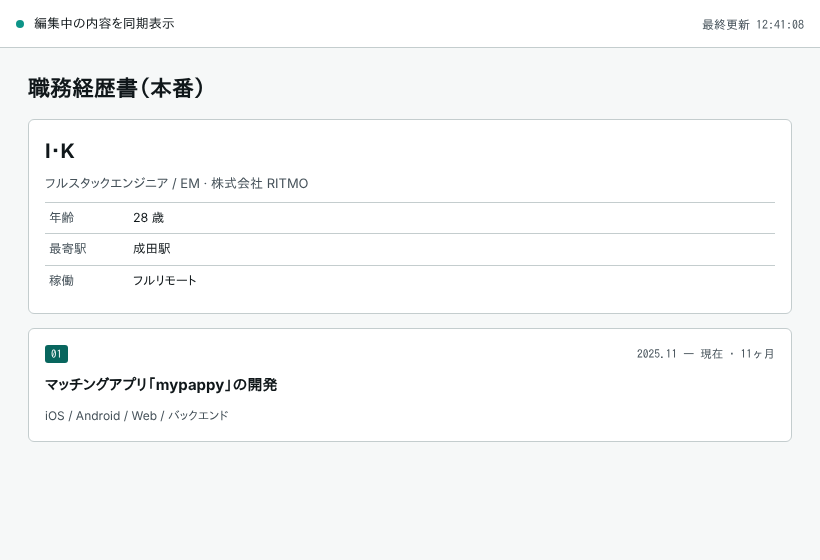 編集中の内容を同期表示
最終更新 12:41:08
職務経歴書(本番)
I·K
フルスタックエンジニア / EM · 株式会社 RITMO
年齢 28 歳
最寄駅 成田駅
稼働 フルリモート
01 2025.11 — 現在 · 11ヶ月
マッチングアプリ「mypappy」の開発
iOS / Android / Web / バックエンド